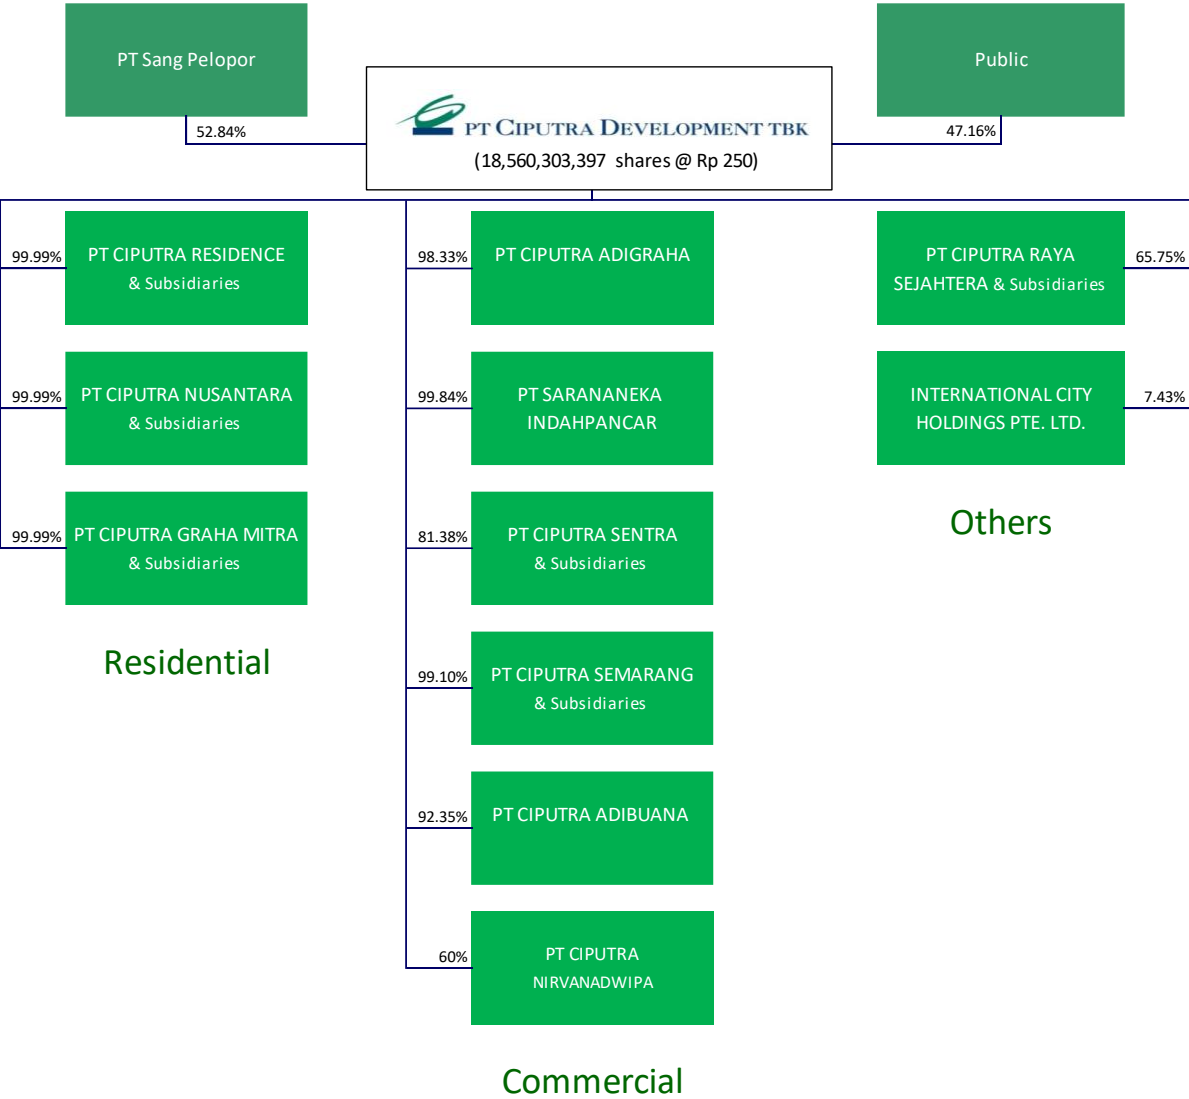 PT Sang Pelopor
Public
52.84%
47.16%
PT CIPUTRA DEVELOPMENT TBK
(18,560,303,397 shares @ Rp 250)
99.99%
PT CIPUTRA RESIDENCE
& Subsidiaries
99.99%
PT CIPUTRA NUSANTARA
& Subsidiaries
99.99%
PT CIPUTRA GRAHA MITRA
& Subsidiaries
Residential
98.33%
PT CIPUTRA ADIGRAHA
99.84%
PT SARANANEKA
INDAHPANCAR
81.38%
PT CIPUTRA SENTRA
& Subsidiaries
99.10%
PT CIPUTRA SEMARANG
& Subsidiaries
92.35%
PT CIPUTRA ADIBUANA
60%
PT CIPUTRA
NIRVANADWIPA
Commercial
PT CIPUTRA RAYA
SEJAHTERA & Subsidiaries
65.75%
INTERNATIONAL CITY
HOLDINGS PTE. LTD.
7.43%
Others